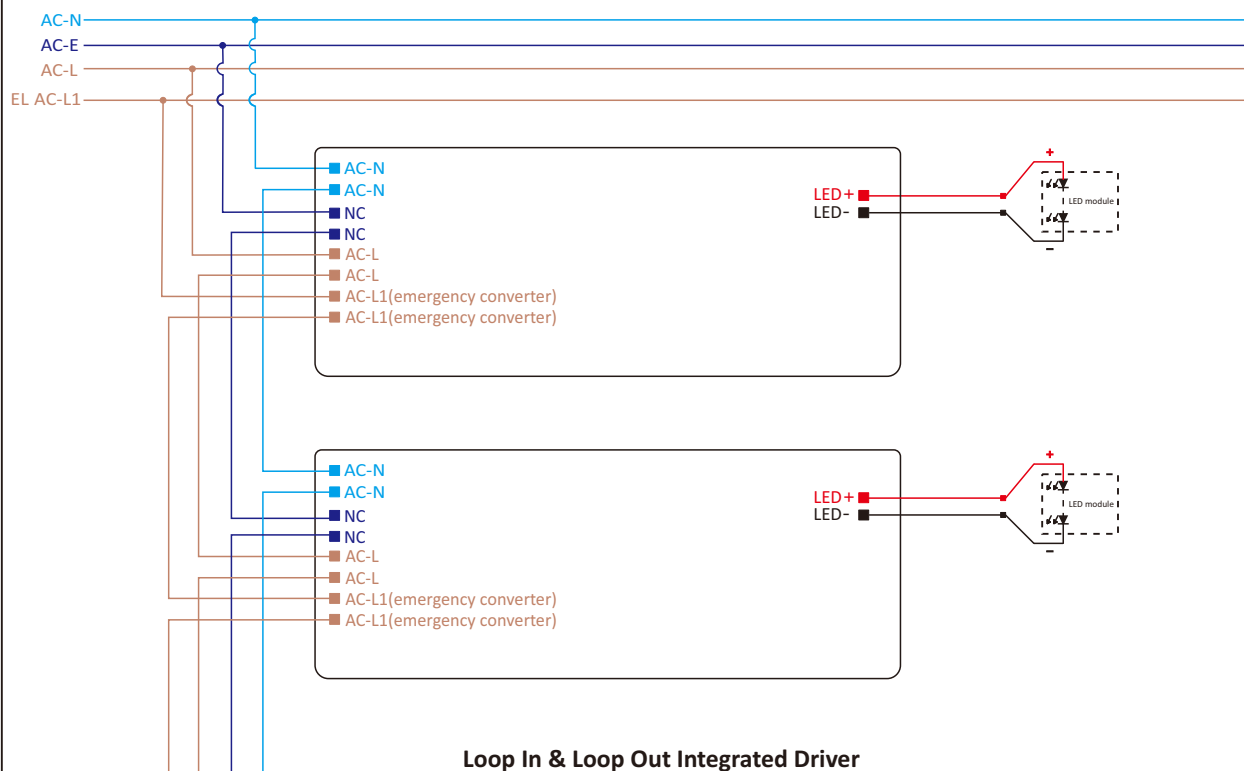 AC-N
AC-E
AC-L
EL AC-L1
AC-N
AC-N
NC
NC
AC-L
AC-L
AC-L1(emergency converter)
AC-L1(emergency converter)
LED+
LED-
+
LED module
-
AC-N
AC-N
NC
NC
AC-L
AC-L
AC-L1(emergency converter)
AC-L1(emergency converter)
LED+
LED-
+
LED module
-
Loop In & Loop Out Integrated Driver